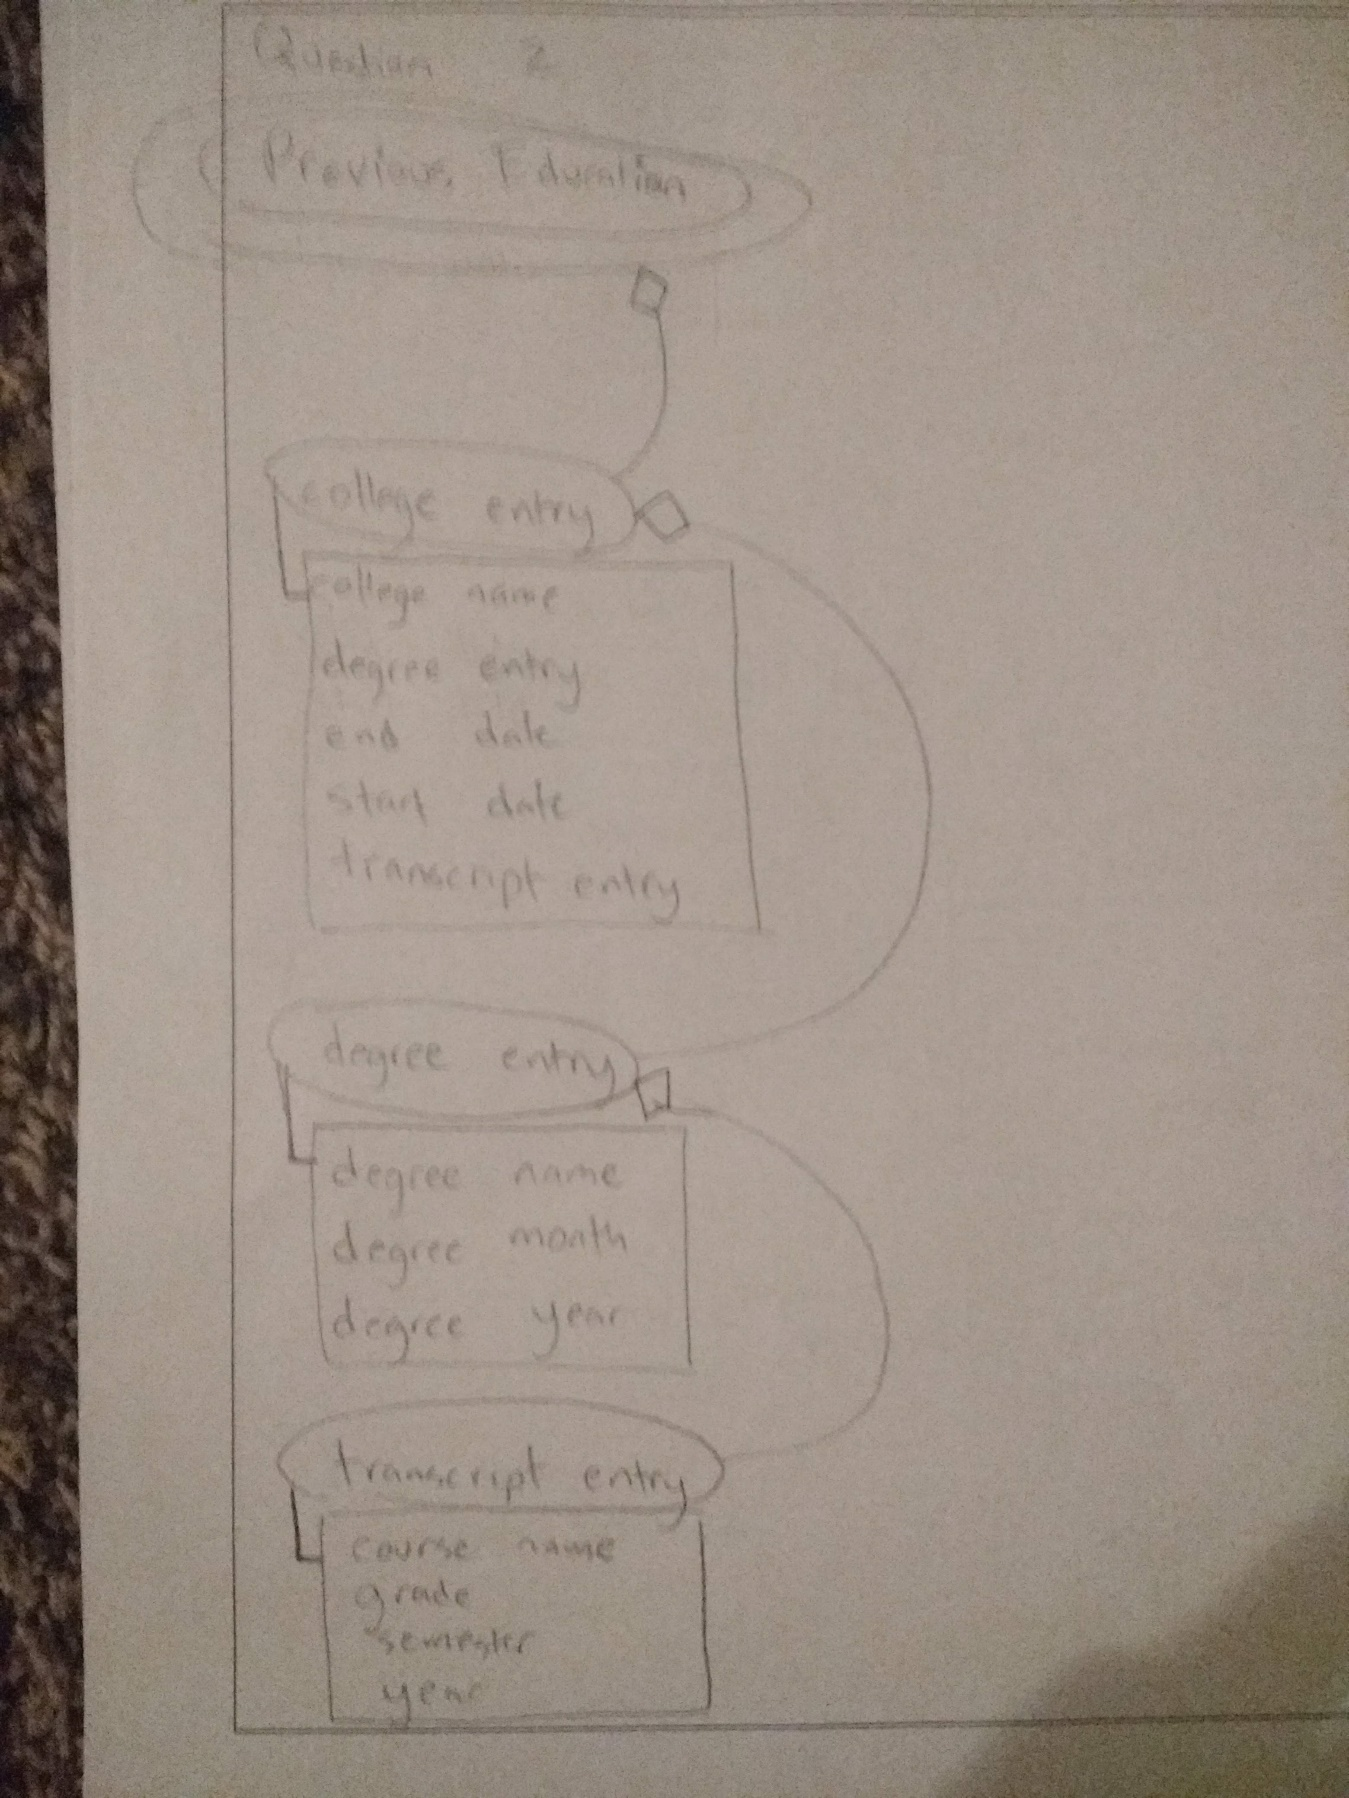 Question 2
Previous Education
college entry
college name
degree entry
end date
start date
transcript entry
degree entry
degree name
degree month
degree year
transcript entry
course name
grade
semester
year